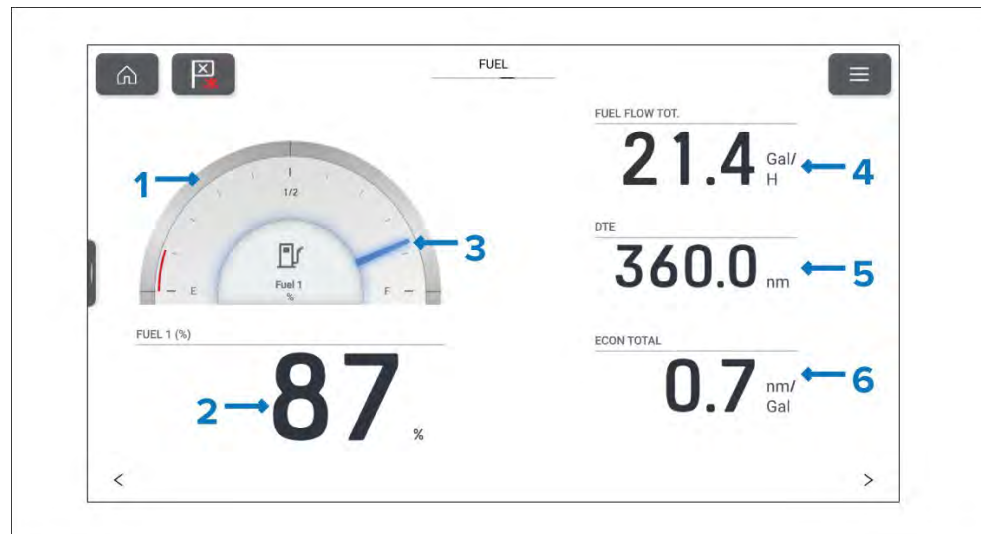 FUEL
FUEL FLOW TOT.
21.4 Gal/
H
4
1
1/2
3
DTE
360.0 nm
5
Fuel 1
%
E
F
FUEL 1 (%)
2
87 %
ECON TOTAL
0.7 nm/
Gal
6
<
>